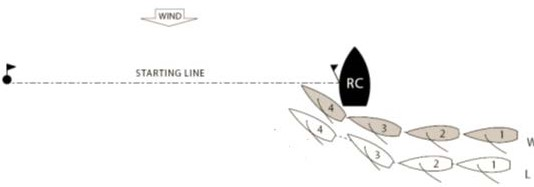 WIND
STARTING LINE
RC
4 3 2 1 W
4 3 2 1 L